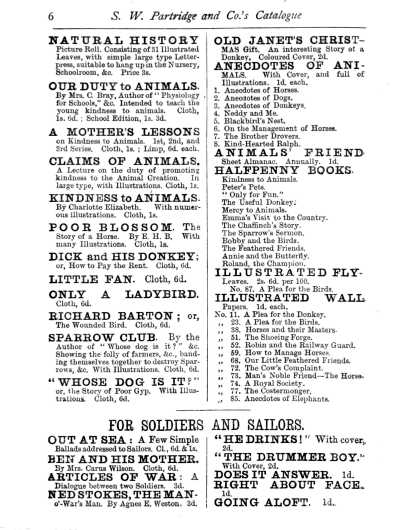 6 S. W. Partridge and Co.'s Catalogue
NATURAL HISTORY
Picture Roll. Consisting of 31 Illustrated
Leaves, with simple large type Letter-
press, suitable to hang up in the Nursery,
Schoolroom, &c. Price 3s.
OUR DUTY to ANIMALS.
By Mrs. C. Bray, Author of "Physiology
for Schools," &c. Intended to teach the
young kindness to animals. Cloth,
1s. 6d. ; School Edition, 1s. 3d.
A MOTHER'S LESSONS
on Kindness to Animals. 1st, 2nd, and
3rd Series. Cloth, 1s. ; Limp, 6d. each.
CLAIMS OF ANIMALS.
A Lecture on the duty of promoting
kindness to the Animal Creation. In
large type, with Illustrations. Cloth, 1s.
KINDNESS to ANIMALS.
By Charlotte Elizabeth. With numer-
ous Illustrations. Cloth, 1s.
POOR BLOSSOM. The
Story of a Horse. By E. H. B. With
many Illustrations. Cloth, 1s.
DICK and HIS DONKEY;
or, How to Pay the Rent. Cloth, 6d.
LITTLE FAN. Cloth, 6d.
ONLY A LADYBIRD.
Cloth, 6d.
RICHARD BARTON ; or,
The Wounded Bird. Cloth, 6d.
SPARROW CLUB. By the
Author of "Whose dog is it?" &c.
Showing the folly of farmers, &c., band-
ing themselves together to destroy Spar-
rows, &c. With Illustrations. Cloth, 6d.
"WHOSE DOG IS IT?"
or, the Story of Poor Gyp. With Illus-
trations. Cloth, 6d.
OLD JANET'S CHRIST-
MAS Gift. An interesting Story of a
Donkey, Coloured Cover, 2d.
ANECDOTES OF ANI-
MALS. With Cover, and full of
Illustrations. 1d. each.
1. Anecdotes of Horses.
2. Anecdotes of Dogs.
3. Anecdotes of Donkeys.
4. Neddy and Me.
5. Blackbird's Nest.
6. On the Management of Horses.
7. The Brother Drovers.
8. Kind-Hearted Ralph.
ANIMALS' FRIEND
Sheet Almanac. Annually. 1d.
HALFPENNY BOOKS.
Kindness to Animals.
Peter's Pets.
"Only for Fun."
The Useful Donkey.
Mercy to Animals.
Emma's Visit to the Country.
The Chaffinch's Story.
The Sparrow's Sermon.
Bobby and the Birds.
The Feathered Friends.
Annie and the Butterfly.
Roland, the Champion.
ILLUSTRATED FLY-
Leaves. 2s. 6d. per 100.
No. 87. A Plea for the Birds.
ILLUSTRATED WALL
Papers. 1d, each,
No. 11. A Plea for the Donkey.
„ 23. A Plea for the Birds.
„ 38. Horses and their Masters.
„ 51. The Shoeing Forge.
„ 52. Robin and the Railway Guard.
„ 59. How to Manage Horses.
„ 68. Our Little Feathered Friends.
„ 72. The Cow's Complaint.
„ 73. Man's Noble Friend—The Horse.
„ 74. A Royal Society.
„ 77. The Costermonger.
„ 85. Anecdotes of Elephants.
FOR SOLDIERS AND SAILORS.
OUT AT SEA : A Few Simple
Ballads addressed to Sailors. Cl., 6d. & 1s.
BEN AND HIS MOTHER.
By Mrs. Carus Wilson. Cloth, 6d.
ARTICLES OF WAR : A
Dialogue between two Soldiers. 3d.
NED STOKES, THE MAN-
o'-War's Man. By Agnes E. Weston. 3d.
"HE DRINKS!" With cover,
2d.
"THE DRUMMER BOY."
With Cover, 2d.
DOES IT ANSWER. 1d.
RIGHT ABOUT FACE.
1d.
GOING ALOFT. 1d.